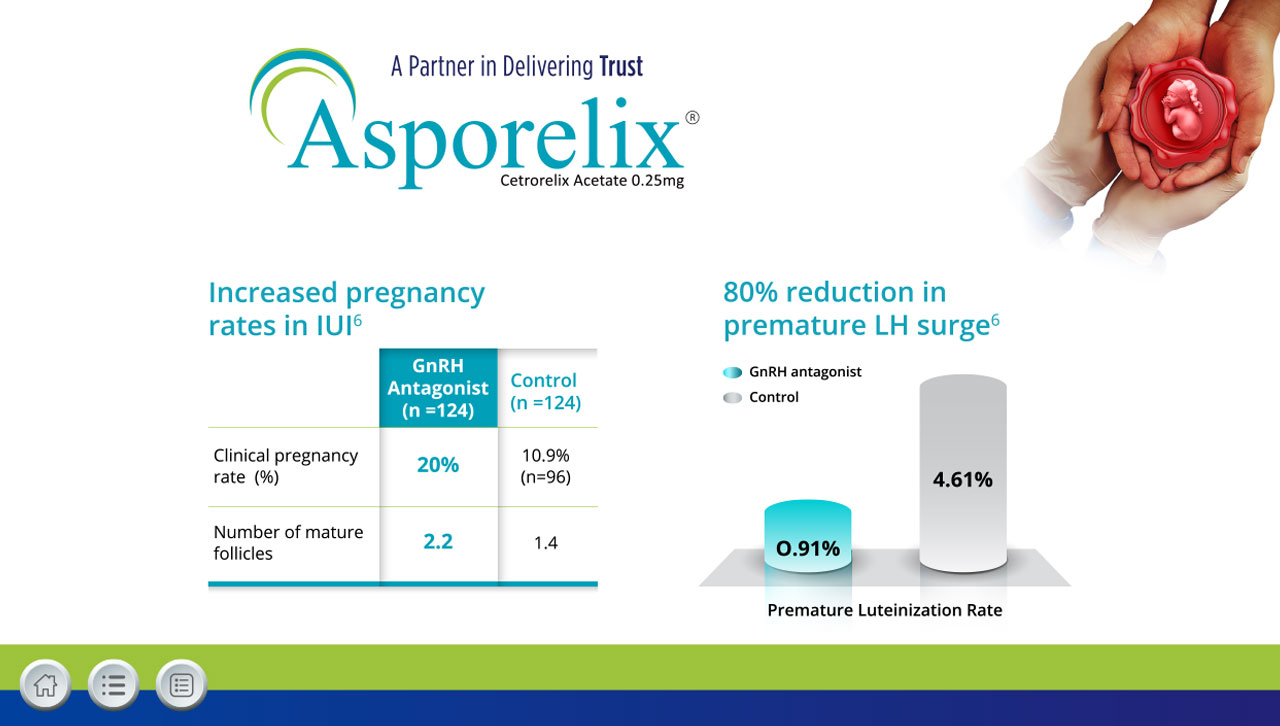 A Partner in Delivering Trust
Asporelix®
Cetrorelix Acetate 0.25mg
Increased pregnancy
rates in IUI6
GnRH
Antagonist
(n =124)
Control
(n =124)
Clinical pregnancy
rate (%)
20%
10.9%
(n=96)
Number of mature
follicles
2.2
1.4
80% reduction in
premature LH surge6
GnRH antagonist
Control
O.91%
4.61%
Premature Luteinization Rate